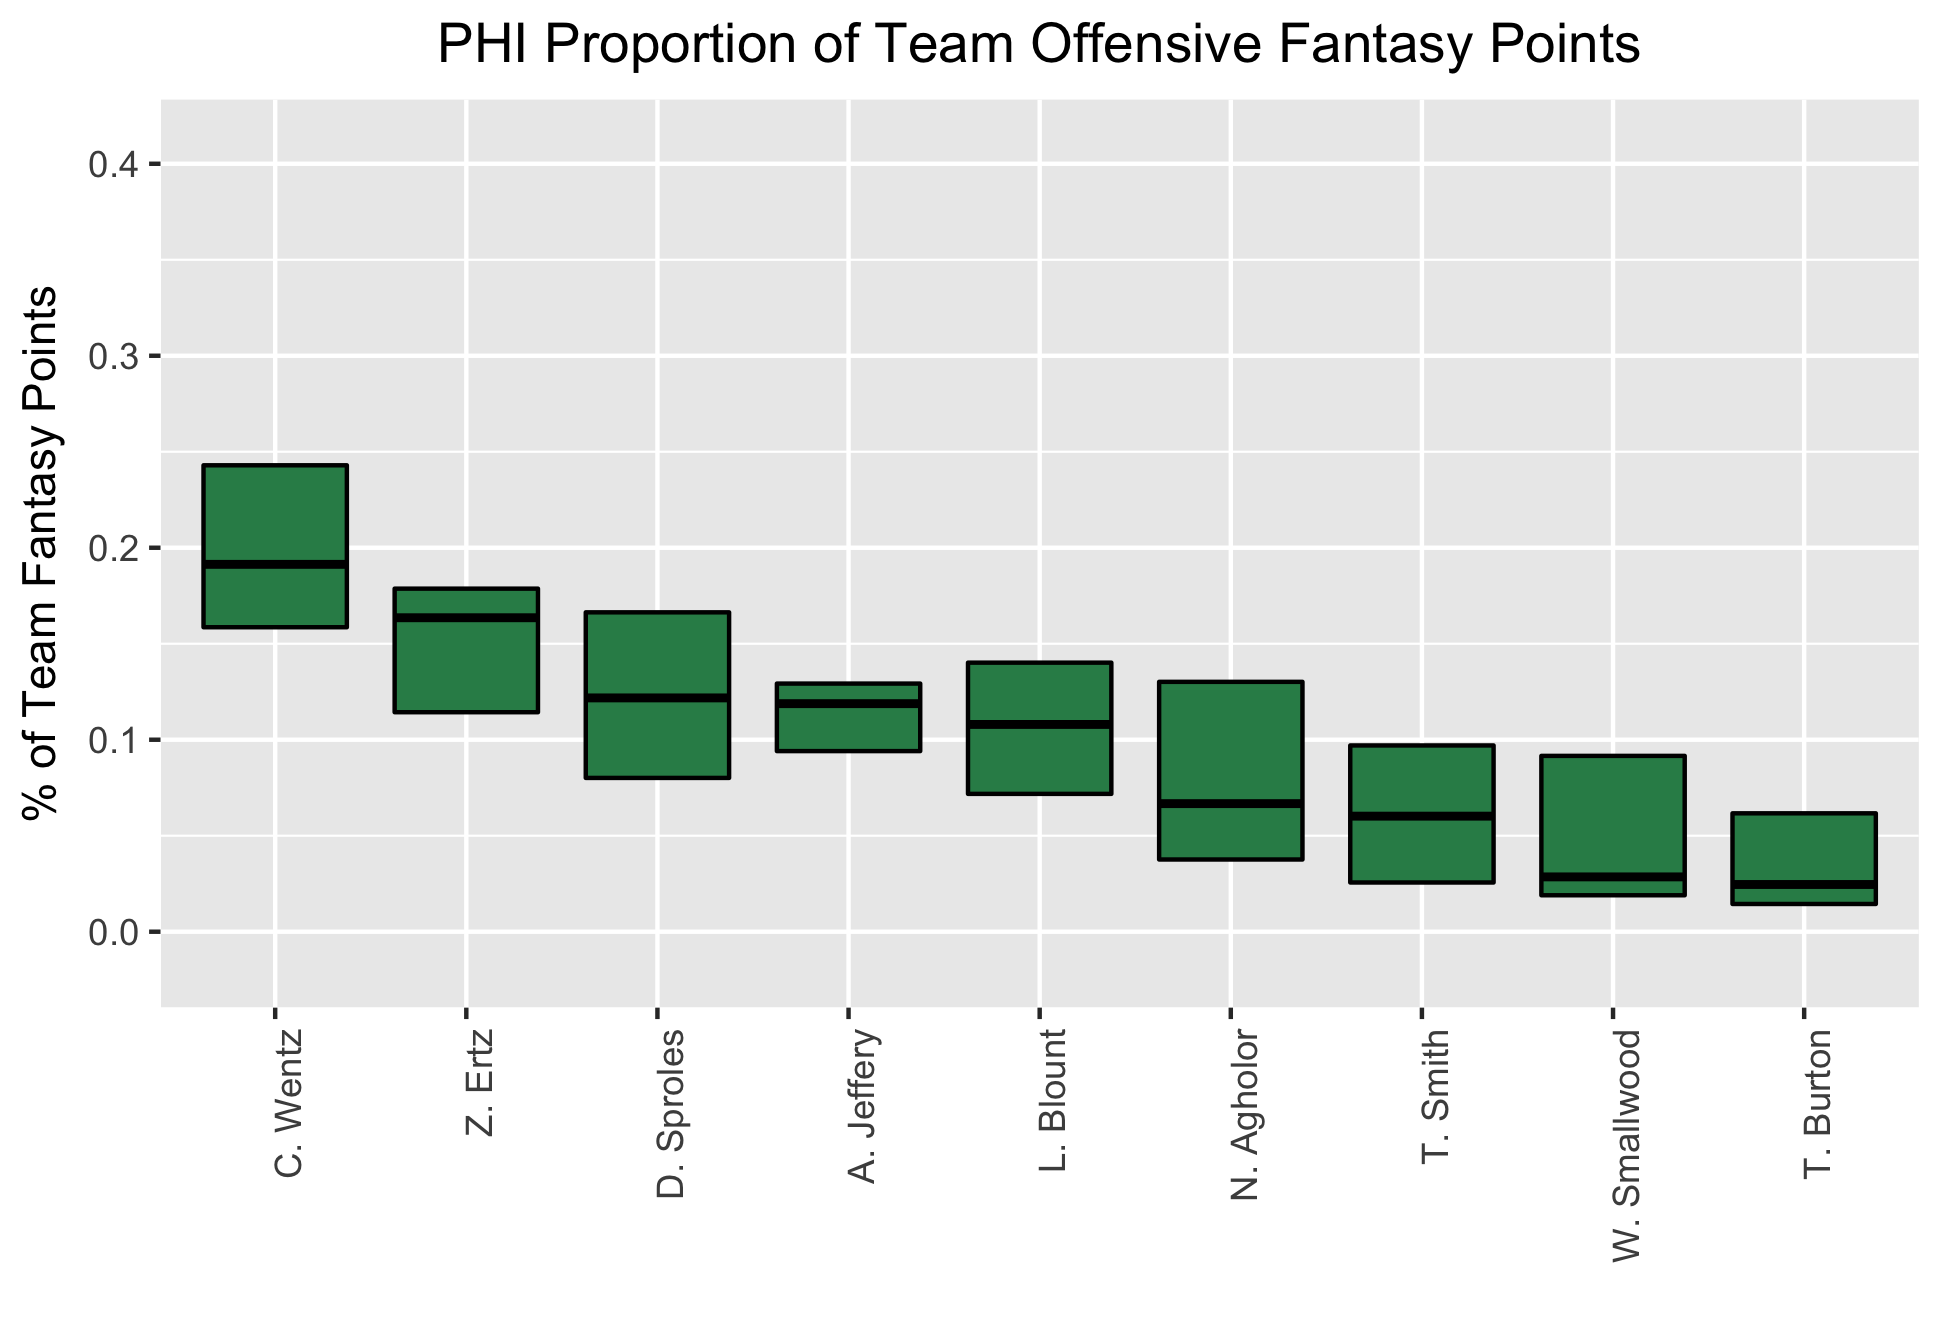 PHI Proportion of Team Offensive Fantasy Points
% of Team Fantasy Points
0.4
0.3
0.2
0.1
0.0
C. Wentz
Z. Ertz
D. Sproles
A. Jeffery
L. Blount
N. Agholor
T. Smith
W. Smallwood
T. Burton